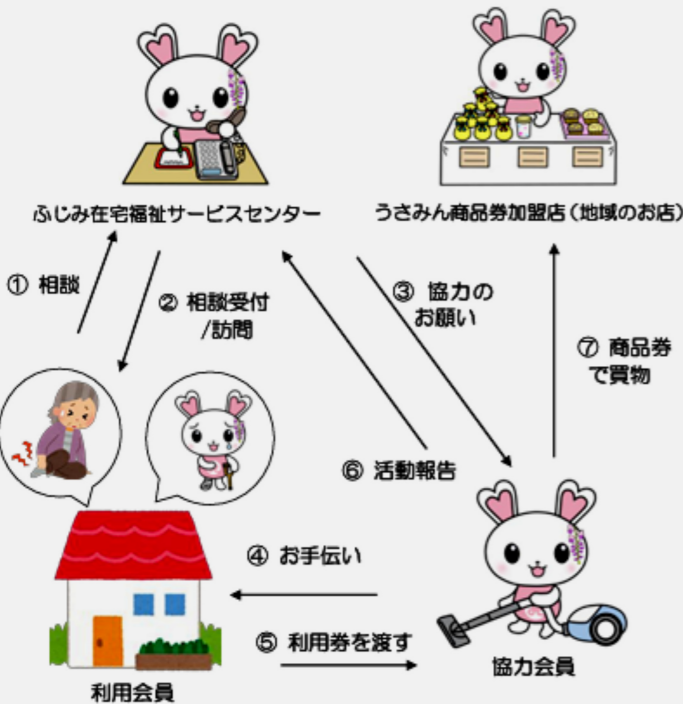 ふじみ在宅福祉サービスセンター
うさみん商品券加盟店（地域のお店）
① 相談
② 相談受付
/訪問
③ 協力の
お願い
⑦ 商品券
で買物
⑥ 活動報告
④ お手伝い
⑤ 利用券を渡す
協力会員
利用会員